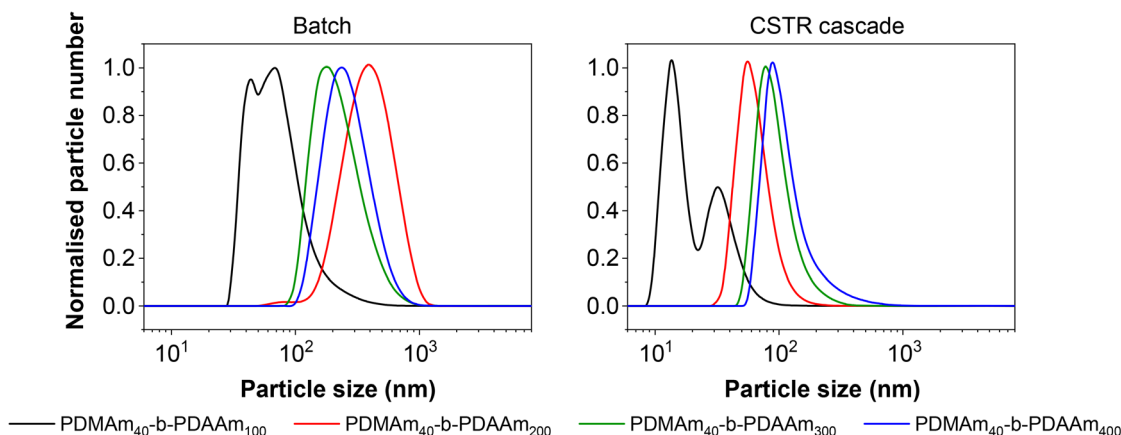 Batch
CSTR cascade
Normalised particle number
1.0
0.8
0.6
0.4
0.2
0.0
10¹
10²
10³
Particle size (nm)
1.0
0.8
0.6
0.4
0.2
0.0
10¹
10²
10³
Particle size (nm)
PDMAm₄₀-b-PDAAm₁₀₀
PDMAm₄₀-b-PDAAm₂₀₀
PDMAm₄₀-b-PDAAm₃₀₀
PDMAm₄₀-b-PDAAm₄₀₀